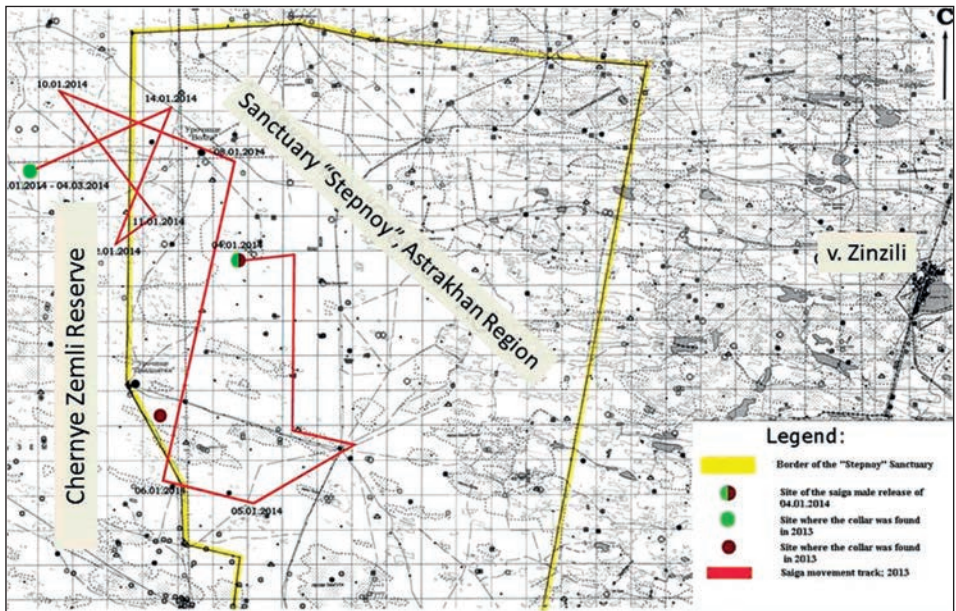 C
10.01.2014
14.01.2014
08.01.2014
.01.2014 - 04.03.2014
11.01.2014
2.01.2014
04.01.2014
06.01.2014
05.01.2014
Sanctuary "Stepnoy", Astrakhan Region
Chernye Zemli Reserve
v. Zinzili
Legend:
Border of the "Stepnoy" Sanctuary
Site of the saiga male release of
04.01.2014
Site where the collar was found
in 2013
Site where the collar was found
in 2013
Saiga movement track; 2013